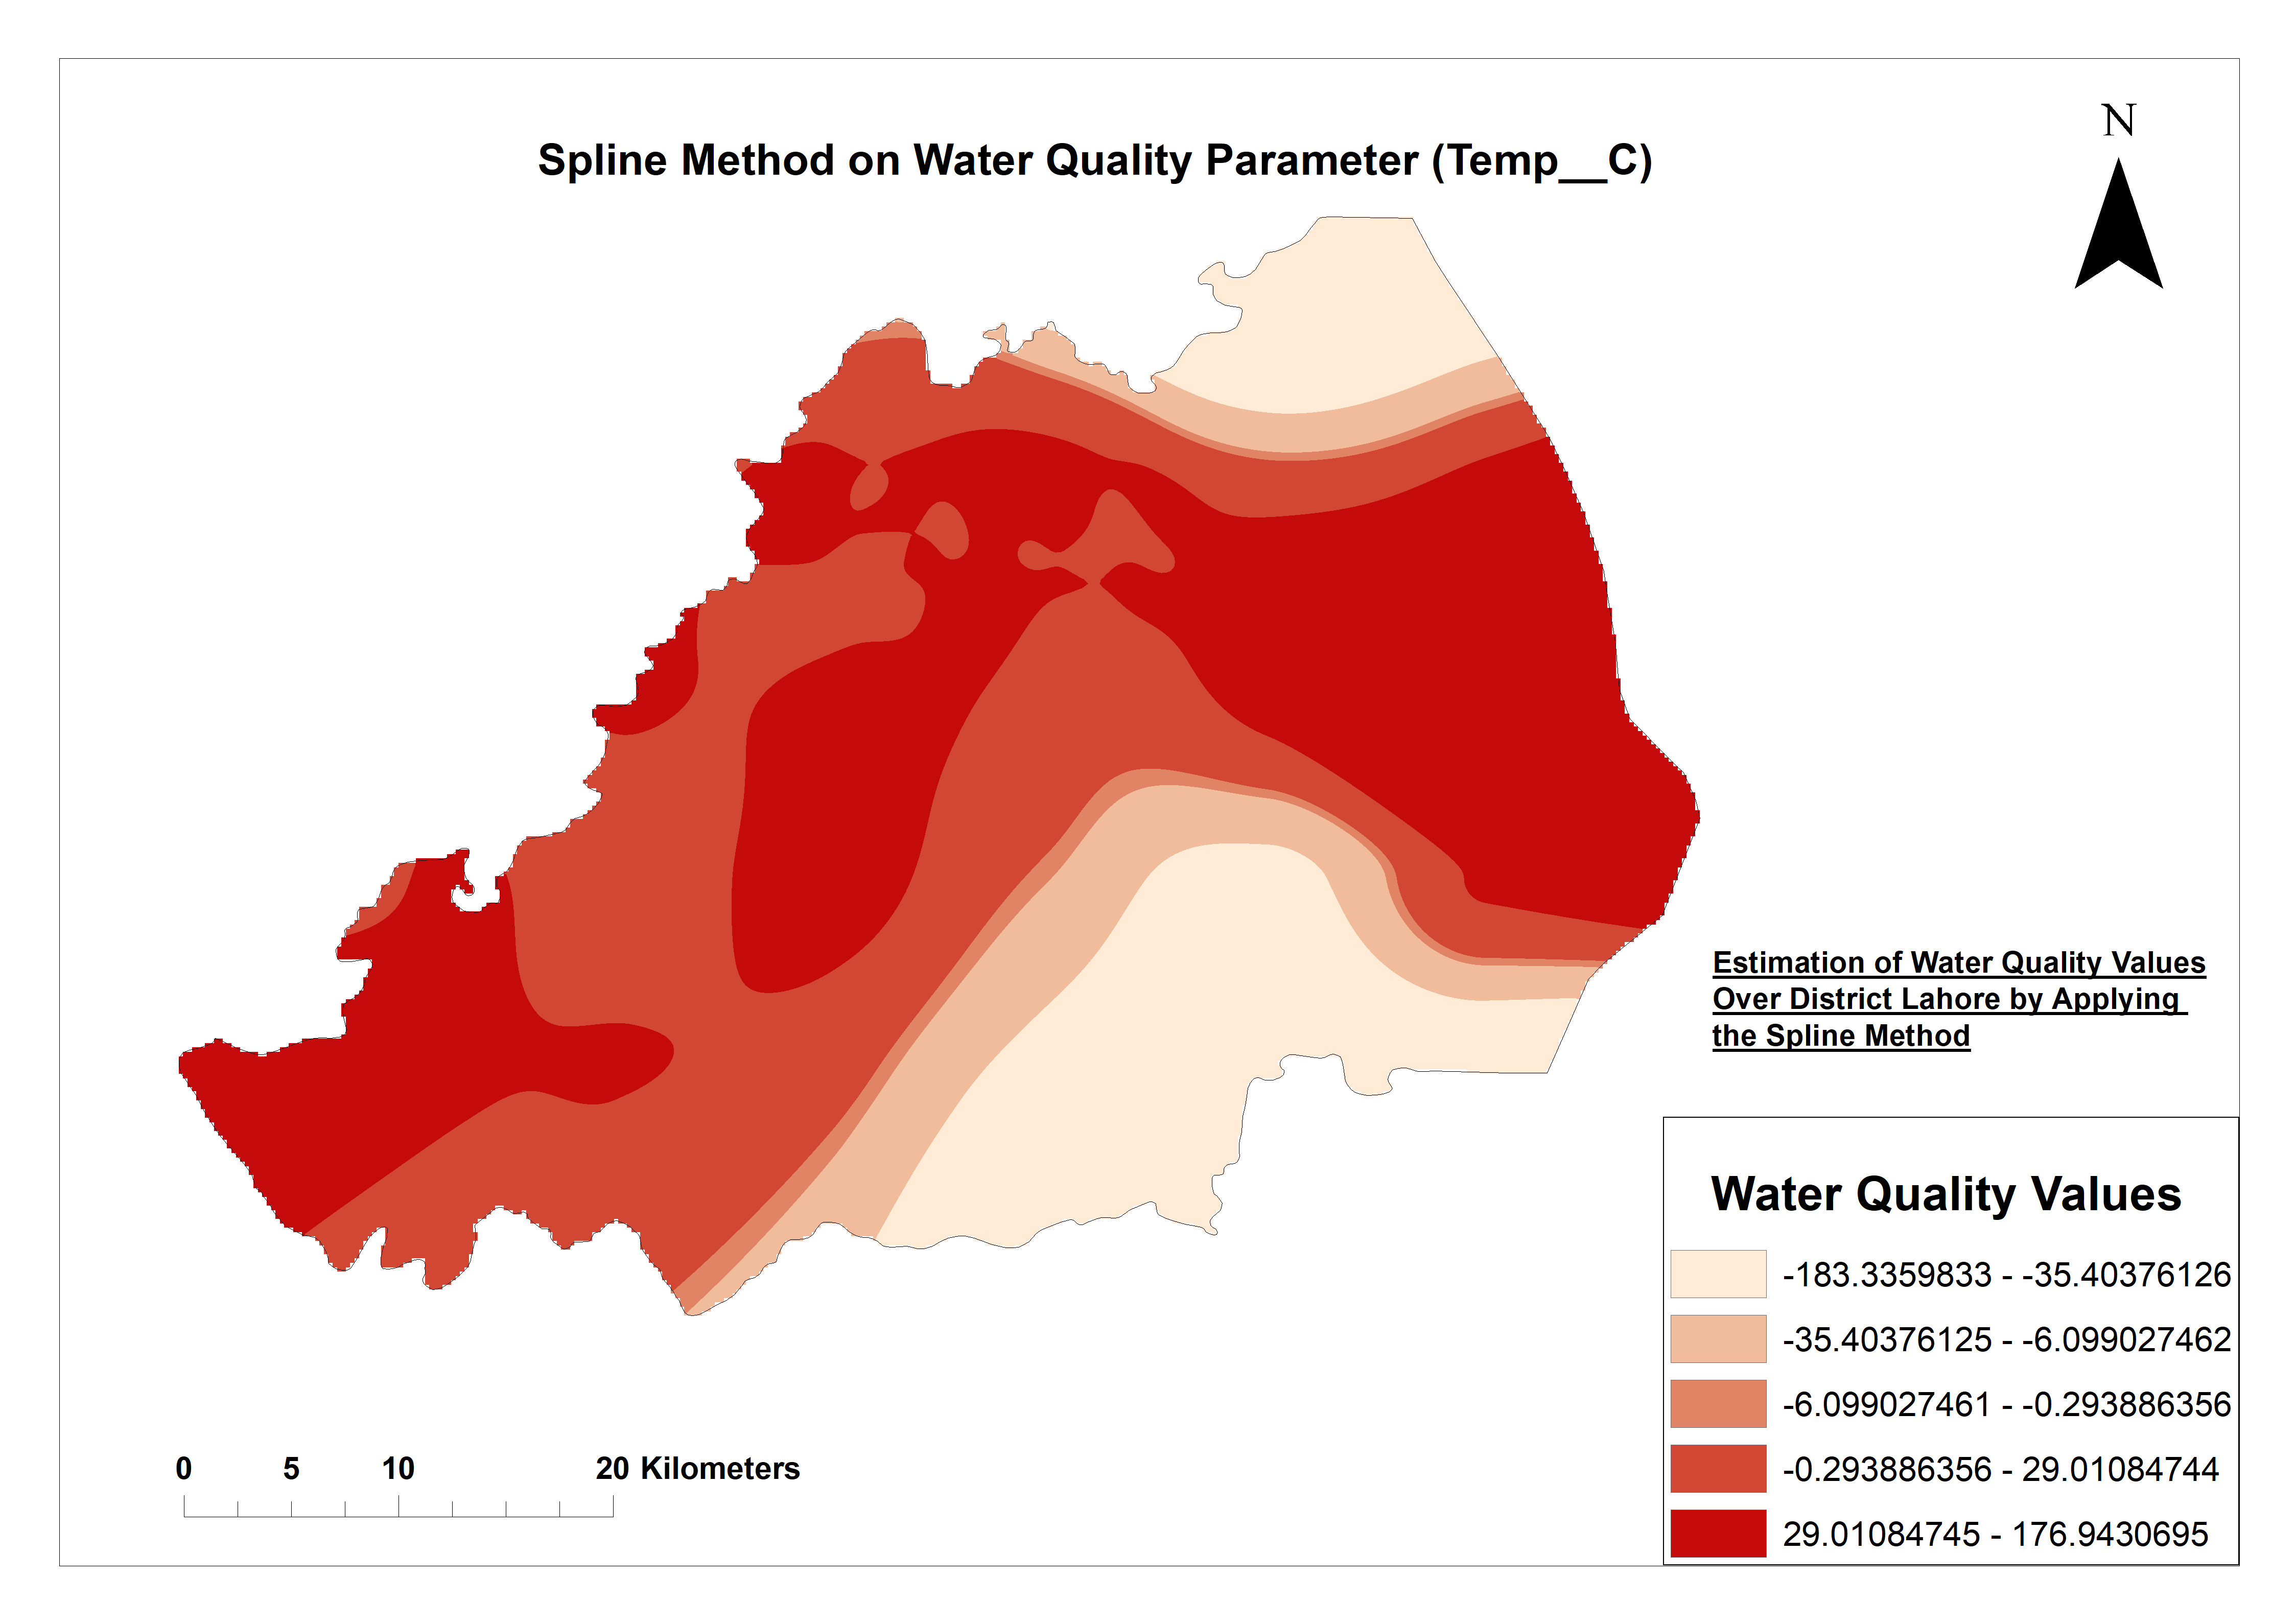 N
Spline Method on Water Quality Parameter (Temp__C)
Estimation of Water Quality Values
Over District Lahore by Applying
the Spline Method
Water Quality Values
-183.3359833 - -35.40376126
-35.40376125 - -6.099027462
-6.099027461 - -0.293886356
-0.293886356 - 29.01084744
29.01084745 - 176.9430695
0 5 10 20 Kilometers